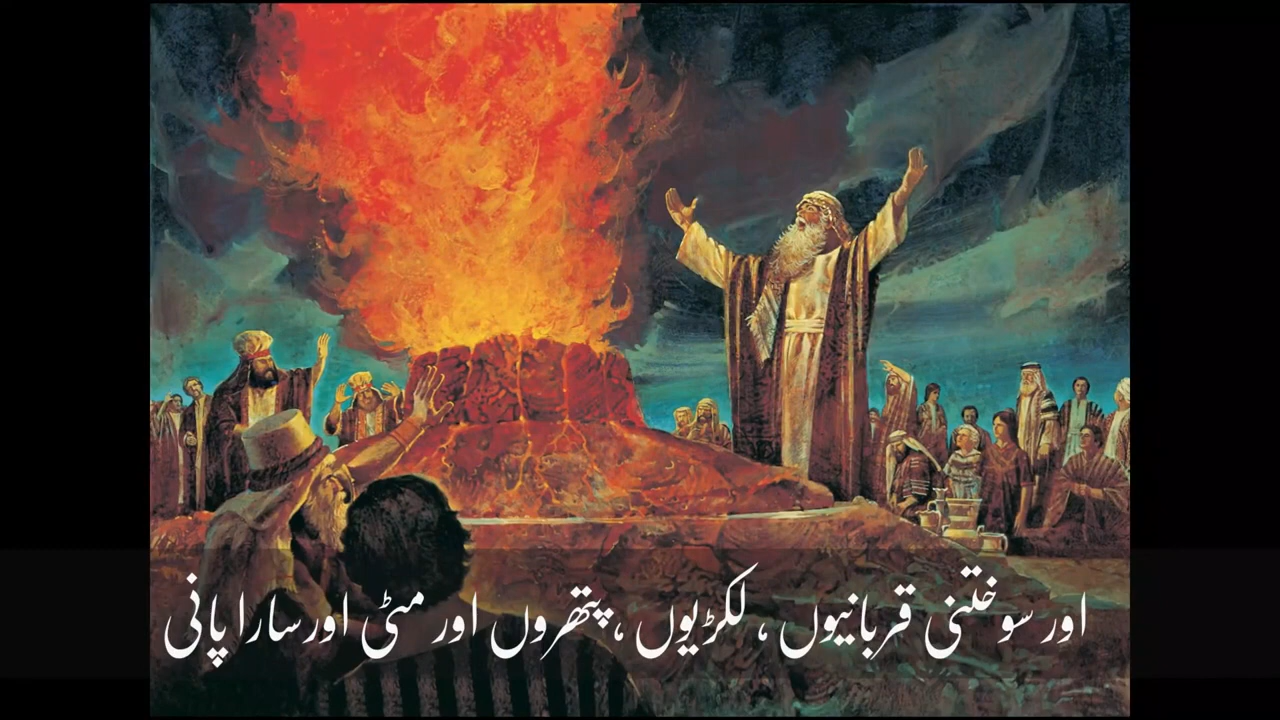 اور سوختنی قربانیوں، لکڑیوں، پتھروں اور مٹی اور سارا پانی